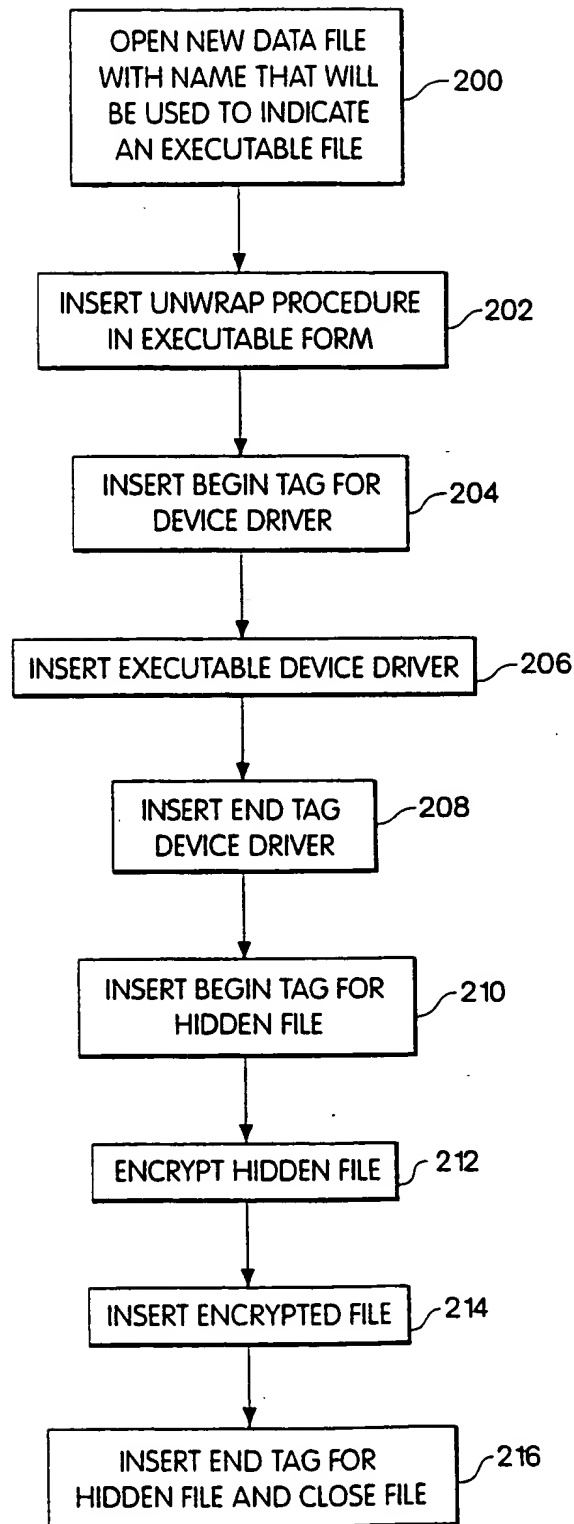 OPEN NEW DATA FILE
WITH NAME THAT WILL
BE USED TO INDICATE
AN EXECUTABLE FILE
200
INSERT UNWRAP PROCEDURE
IN EXECUTABLE FORM
202
INSERT BEGIN TAG FOR
DEVICE DRIVER
204
INSERT EXECUTABLE DEVICE DRIVER
206
INSERT END TAG
DEVICE DRIVER
208
INSERT BEGIN TAG FOR
HIDDEN FILE
210
ENCRYPT HIDDEN FILE
212
INSERT ENCRYPTED FILE
214
INSERT END TAG FOR
HIDDEN FILE AND CLOSE FILE
216